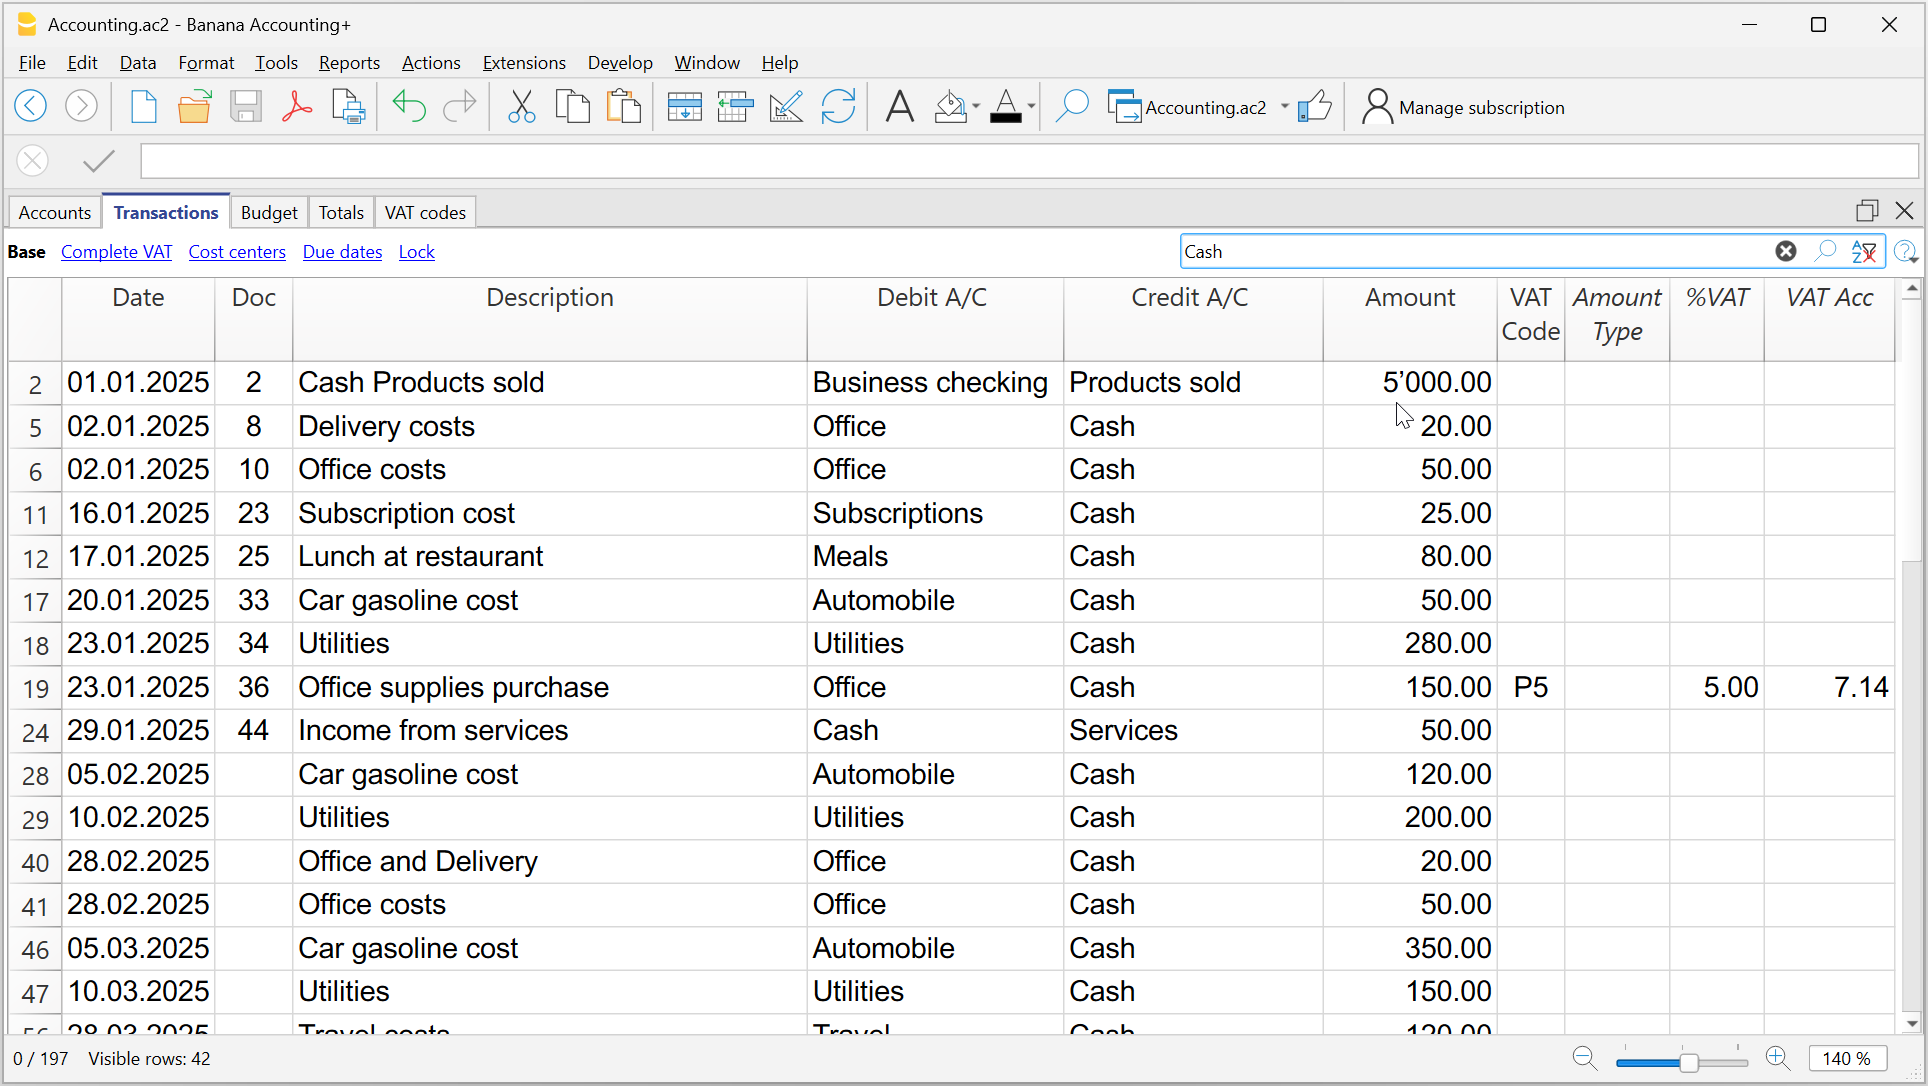 Accounting.ac2 - Banana Accounting+
File Edit Data Format Tools Reports Actions Extensions Develop Window Help
Accounting.ac2 Manage subscription
Accounts Transactions Budget Totals VAT codes
Base Complete VAT Cost centers Due dates Lock Cash
Date Doc Description Debit A/C Credit A/C Amount VAT Code Amount Type %VAT VAT Acc
2 01.01.2025 2 Cash Products sold Business checking Products sold 5’000.00
5 02.01.2025 8 Delivery costs Office Cash 20.00
6 02.01.2025 10 Office costs Office Cash 50.00
11 16.01.2025 23 Subscription cost Subscriptions Cash 25.00
12 17.01.2025 25 Lunch at restaurant Meals Cash 80.00
17 20.01.2025 33 Car gasoline cost Automobile Cash 50.00
18 23.01.2025 34 Utilities Utilities Cash 280.00
19 23.01.2025 36 Office supplies purchase Office Cash 150.00 P5 5.00 7.14
24 29.01.2025 44 Income from services Cash Services 50.00
28 05.02.2025 Car gasoline cost Automobile Cash 120.00
29 10.02.2025 Utilities Utilities Cash 200.00
40 28.02.2025 Office and Delivery Office Cash 20.00
41 28.02.2025 Office costs Office Cash 50.00
46 05.03.2025 Car gasoline cost Automobile Cash 350.00
47 10.03.2025 Utilities Utilities Cash 150.00
28.03.2025 Travel costs Travel Cash 120.00
0 / 197 Visible rows: 42 140 %